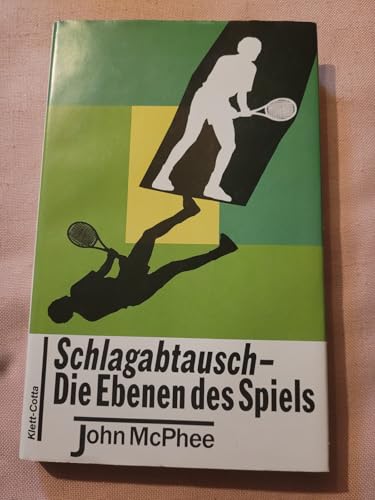 Schlagabtausch–
Die Ebenen des Spiels
John McPhee
Klett-Cotta